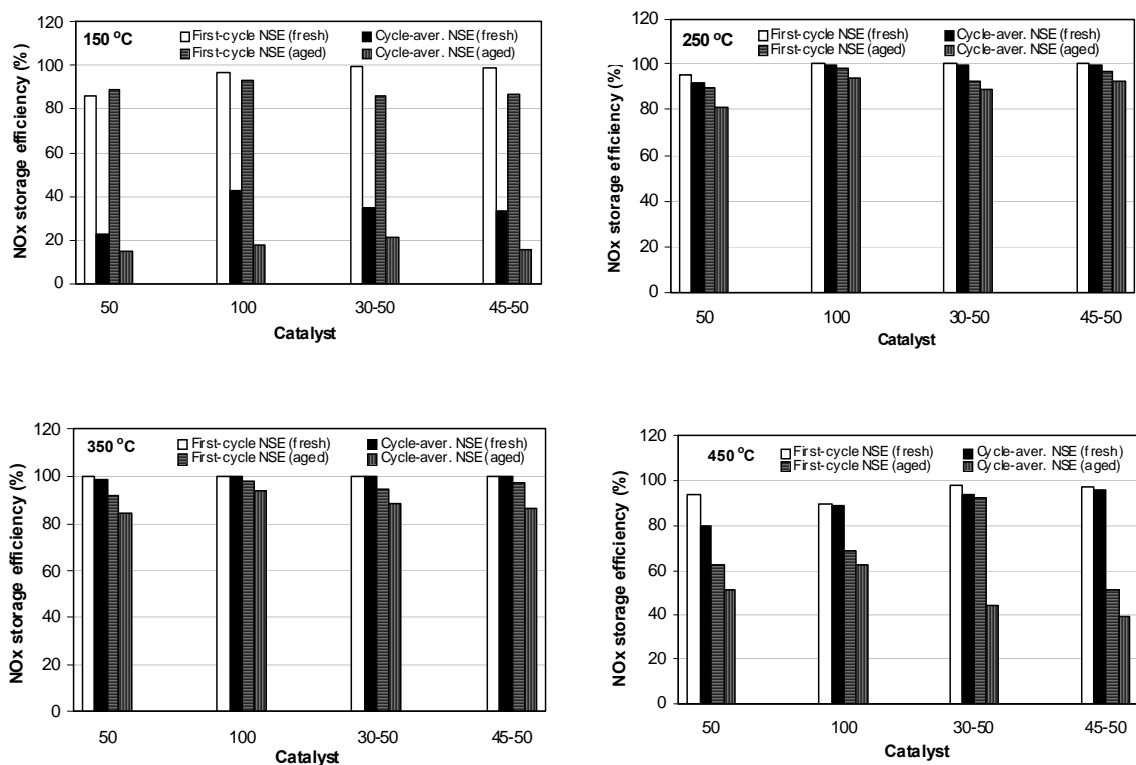 120
150 °C
First-cycle NSE (fresh) Cycle-aver. NSE (fresh)
First-cycle NSE (aged) Cycle-aver. NSE (aged)
100
80
60
40
20
0
NOx storage efficiency (%)
50 100 30-50 45-50
Catalyst
120
250 °C
First-cycle NSE (fresh) Cycle-aver. NSE (fresh)
First-cycle NSE (aged) Cycle-aver. NSE (aged)
100
80
60
40
20
0
NOx storage efficiency (%)
50 100 30-50 45-50
Catalyst
120
350 °C
First-cycle NSE (fresh) Cycle-aver. NSE (fresh)
First-cycle NSE (aged) Cycle-aver. NSE (aged)
100
80
60
40
20
0
NOx storage efficiency (%)
50 100 30-50 45-50
Catalyst
120
450 °C
First-cycle NSE (fresh) Cycle-aver. NSE (fresh)
First-cycle NSE (aged) Cycle-aver. NSE (aged)
100
80
60
40
20
0
NOx storage efficiency (%)
50 100 30-50 45-50
Catalyst